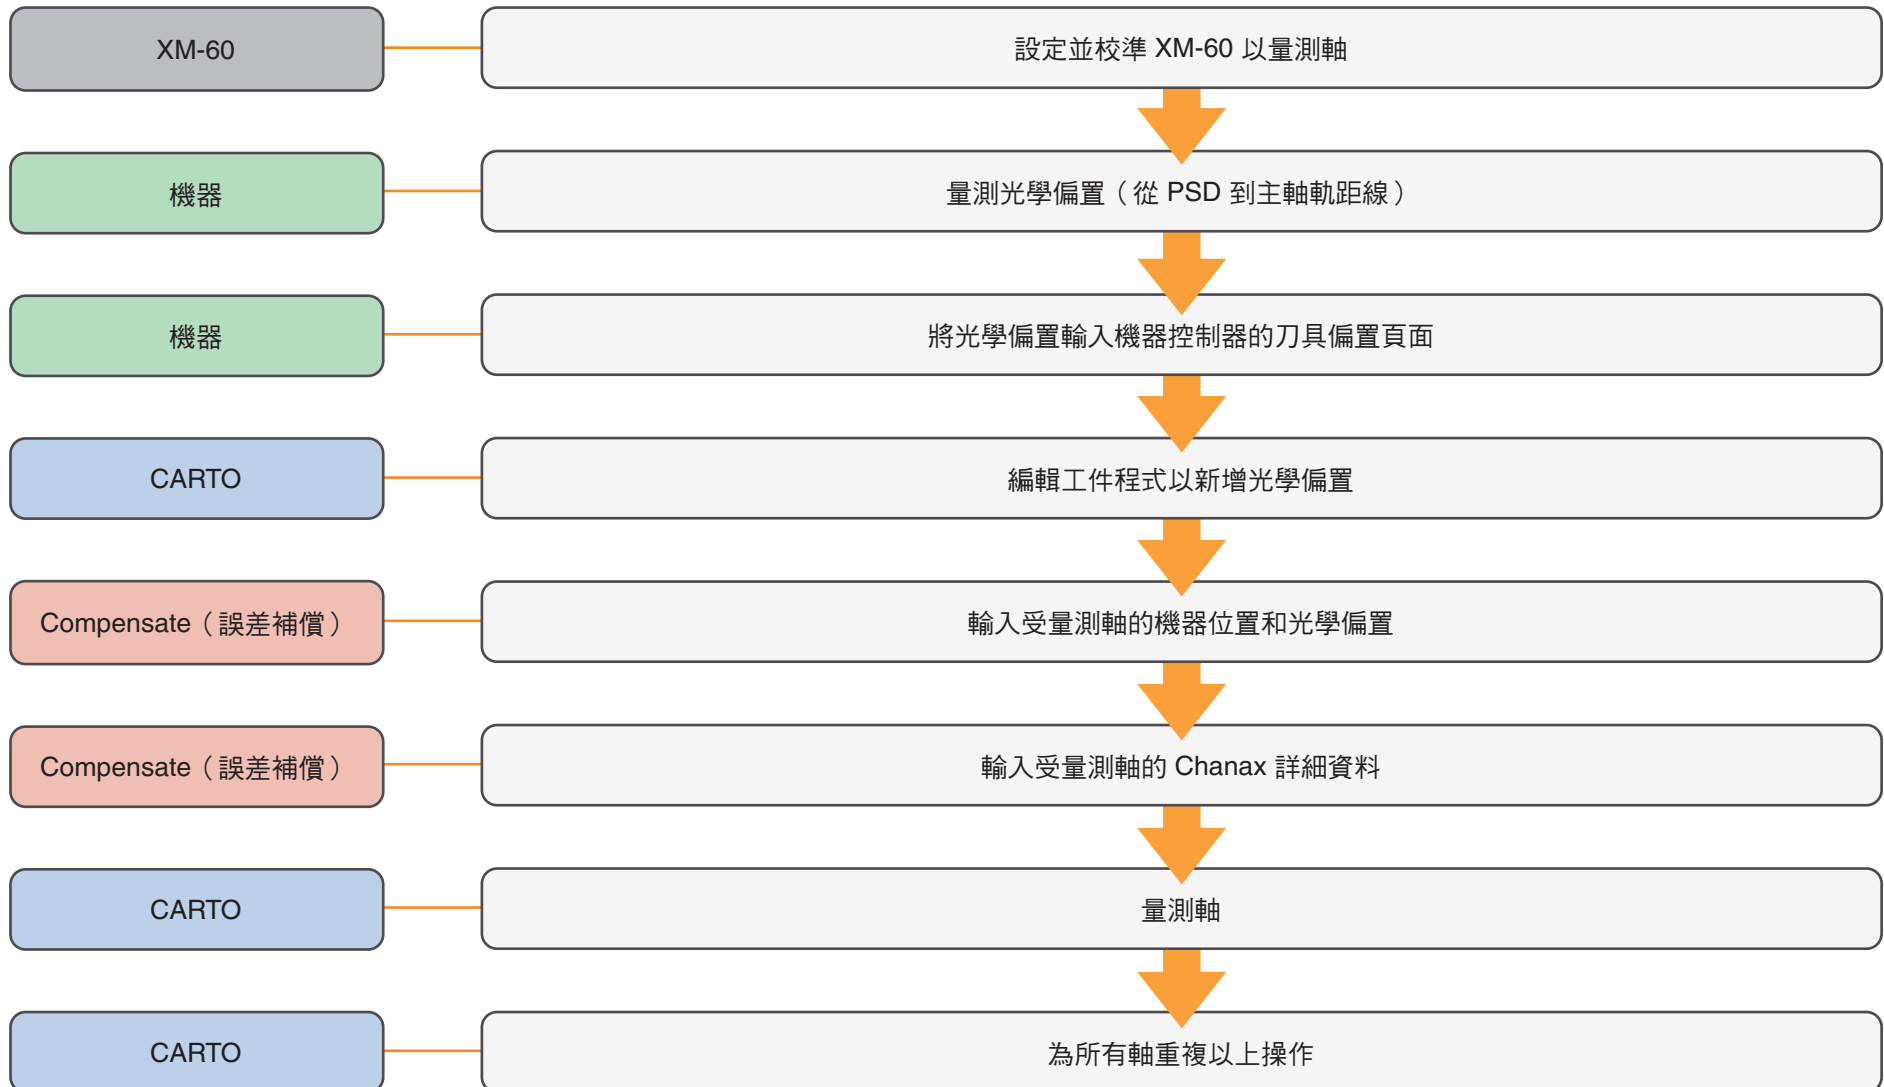 XM-60
設定並校準 XM-60 以量測軸
機器
量測光學偏置（從 PSD 到主軸軌距線）
機器
將光學偏置輸入機器控制器的刀具偏置頁面
CARTO
編輯工件程式以新增光學偏置
Compensate（誤差補償）
輸入受量測軸的機器位置和光學偏置
Compensate（誤差補償）
輸入受量測軸的 Chanax 詳細資料
CARTO
量測軸
CARTO
為所有軸重複以上操作